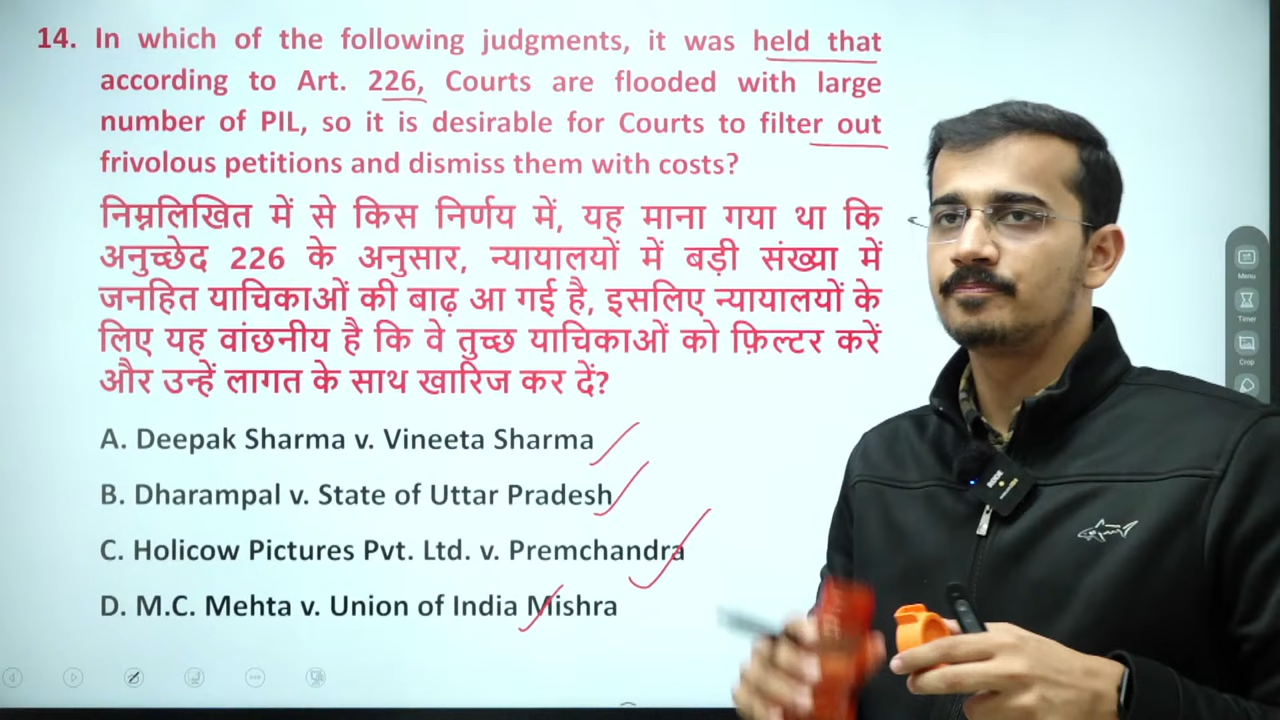 14. In which of the following judgments, it was held that
according to Art. 226, Courts are flooded with large
number of PIL, so it is desirable for Courts to filter out
frivolous petitions and dismiss them with costs?
निम्नलिखित में से किस निर्णय में, यह माना गया था कि
अनुच्छेद 226 के अनुसार, न्यायालयों में बड़ी संख्या में
जनहित याचिकाओं की बाढ़ आ गई है, इसलिए न्यायालयों के
लिए यह वांछनीय है कि वे तुच्छ याचिकाओं को फ़िल्टर करें
और उन्हें लागत के साथ खारिज कर दें?
A. Deepak Sharma v. Vineeta Sharma
B. Dharampal v. State of Uttar Pradesh
C. Holicow Pictures Pvt. Ltd. v. Premchandra
D. M.C. Mehta v. Union of India Mishra
Menu
Timer
Crop